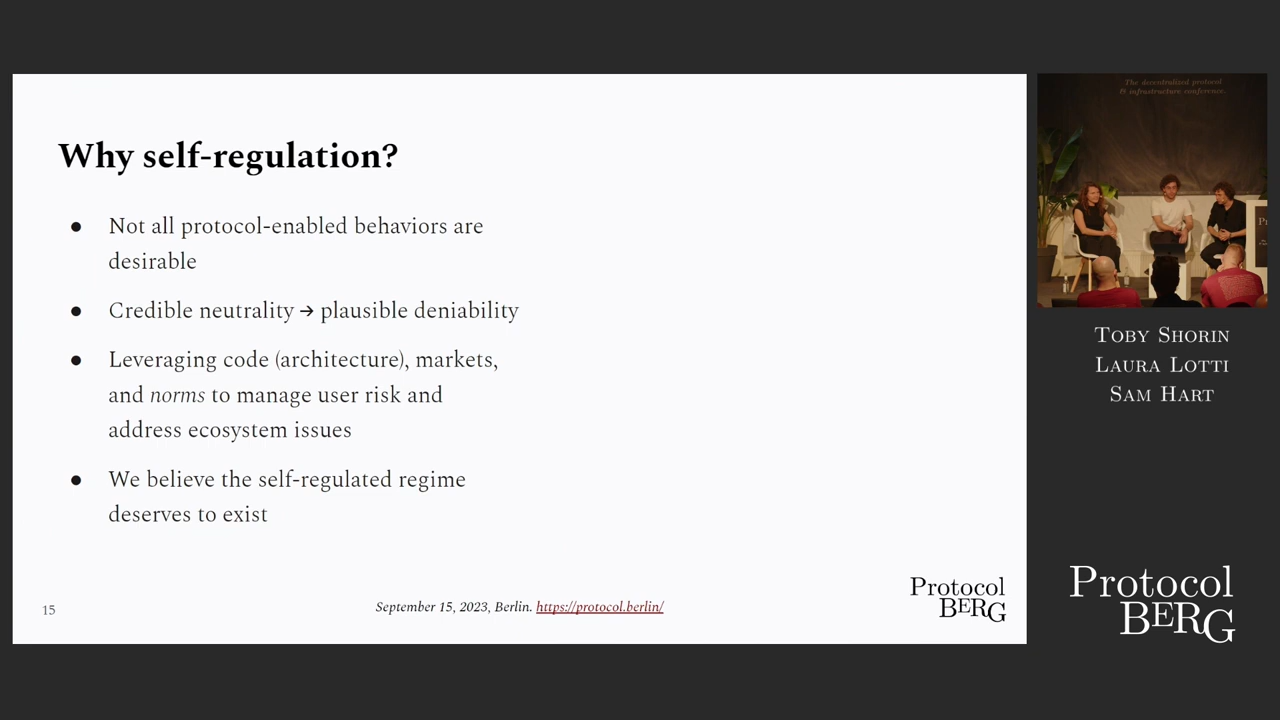 Why self-regulation?
● Not all protocol-enabled behaviors are
desirable
● Credible neutrality → plausible deniability
● Leveraging code (architecture), markets,
and norms to manage user risk and
address ecosystem issues
● We believe the self-regulated regime
deserves to exist
15
September 15, 2023, Berlin. https://protocol.berlin/
Protocol
BERG
The decentralized protocol
& infrastructure conference.
TOBY SHORIN
LAURA LOTTI
SAM HART
Protocol
BERG